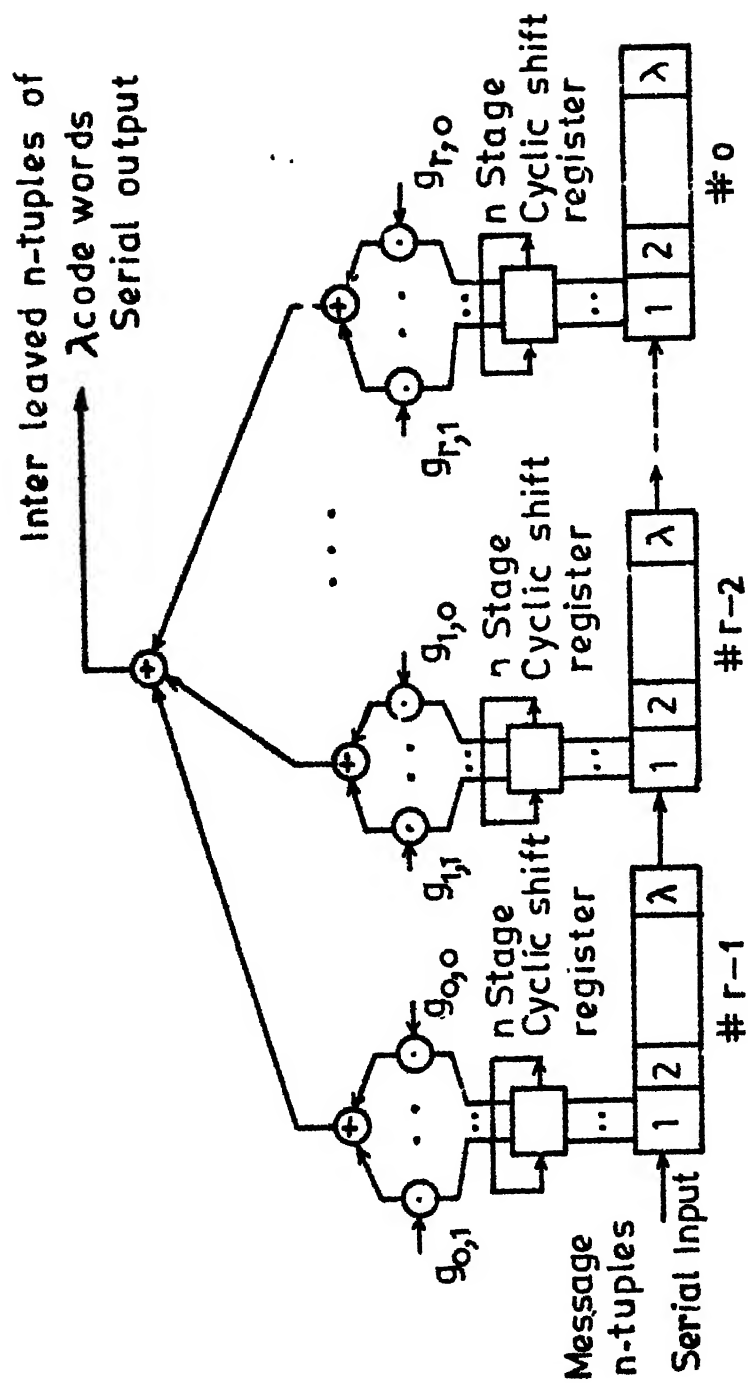 Inter leaved n-tuples of
λcode words
Serial output
+
+
+
+
g0,1
g0,0
g1,1
g1,0
gr,1
gr,0
n Stage
Cyclic shift
register
n Stage
Cyclic shift
register
n Stage
Cyclic shift
register
Message
n-tuples
Serial Input
1 2 λ
1 2 λ
1 2 λ
#r-1
#r-2
#0